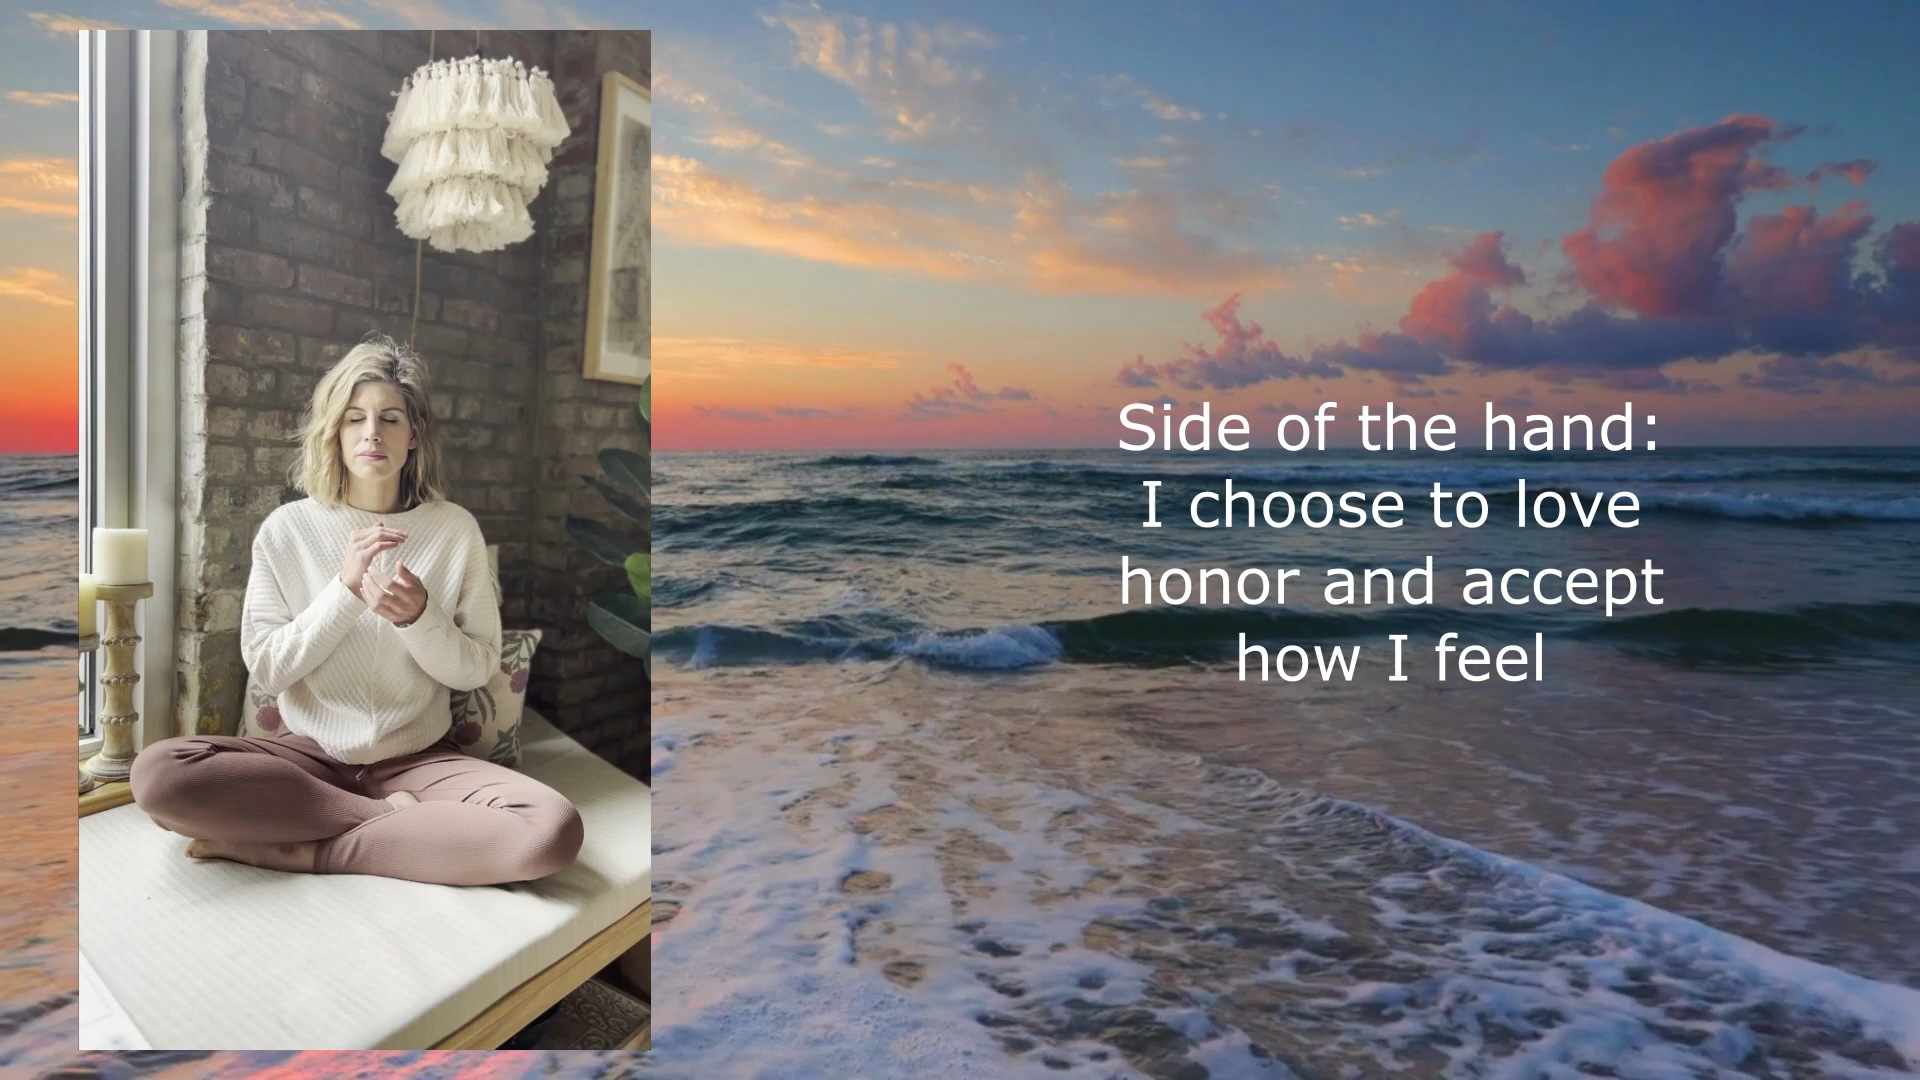 Side of the hand:
I choose to love
honor and accept
how I feel